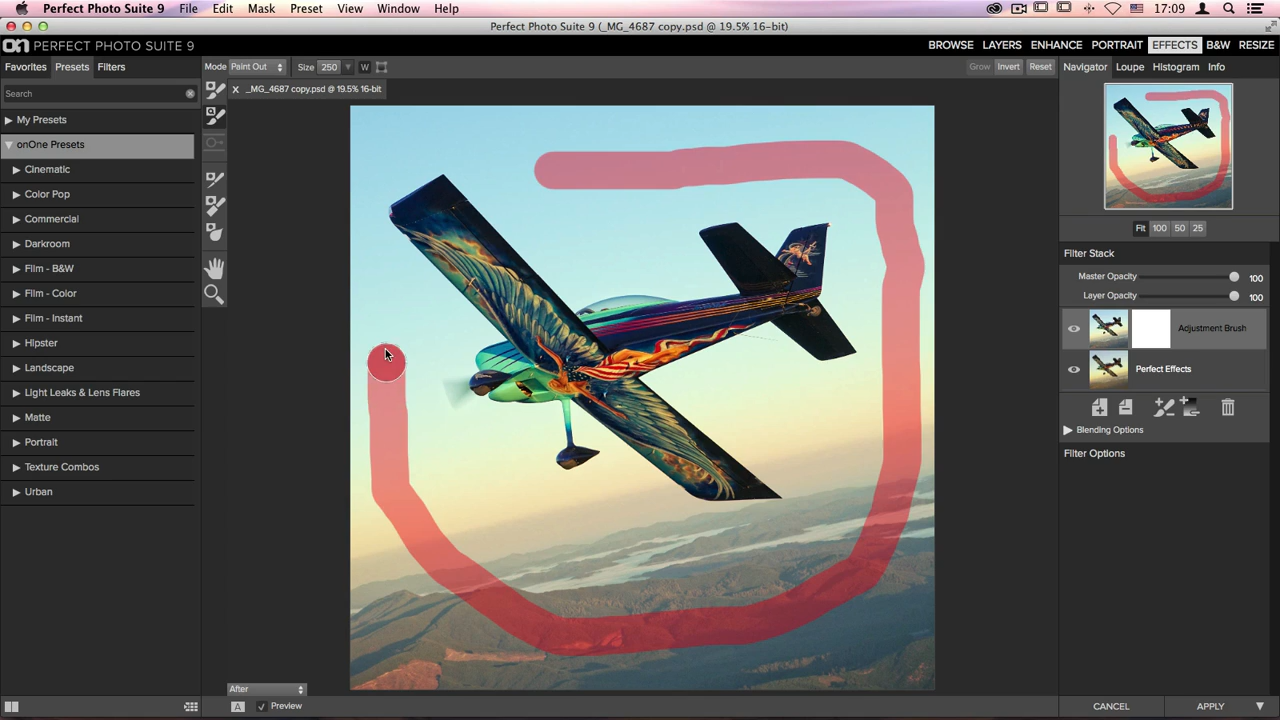 Perfect Photo Suite 9 File Edit Mask Preset View Window Help 17:09
Perfect Photo Suite 9 (_MG_4687 copy.psd @ 19.5% 16-bit)
on PERFECT PHOTO SUITE 9 BROWSE LAYERS ENHANCE PORTRAIT EFFECTS B&W RESIZE
Favorites Presets Filters Mode Paint Out Size 250 W Grow Invert Reset Navigator Loupe Histogram Info
Search
x _MG_4687 copy.psd @ 19.5% 16-bit
My Presets
onOne Presets
Cinematic
Color Pop
Commercial
Darkroom
Film - B&W
Film - Color
Film - Instant
Hipster
Landscape
Light Leaks & Lens Flares
Matte
Portrait
Texture Combos
Urban
Fit 100 50 25
Filter Stack
Master Opacity 100
Layer Opacity 100
Adjustment Brush
Perfect Effects
Blending Options
Filter Options
After
A Preview
CANCEL APPLY